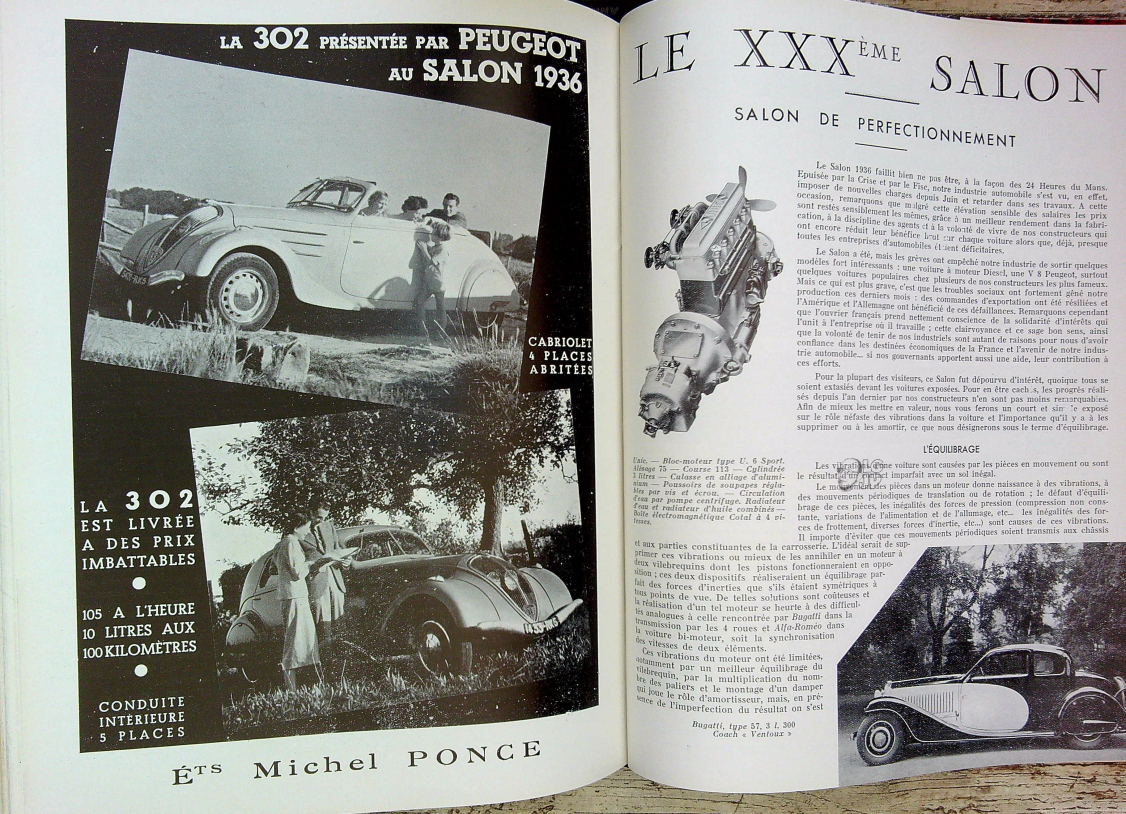 LA 302 PRÉSENTÉE PAR PEUGEOT
AU SALON 1936
CABRIOLET
4 PLACES
ABRITÉES
LA 302
EST LIVRÉE
A DES PRIX
IMBATTABLES
105 A L'HEURE
10 LITRES AUX
100 KILOMÈTRES
CONDUITE
INTÉRIEURE
5 PLACES
ÉTS Michel PONCE
LE XXXÈME SALON
SALON DE PERFECTIONNEMENT
Le Salon 1936 faillit bien ne pas être, à la façon des 24 Heures du Mans.
Epuisée par la Crise et par le Fisc, notre industrie automobile s'est vu, en effet,
imposer de nouvelles charges depuis Juin et retarder dans ses travaux. A cette
occasion, remarquons que malgré cette élévation sensible des salaires les prix
sont restés sensiblement les mêmes, grâce à un meilleur rendement dans la fabri-
cation, à la discipline des agents et à la volonté de vivre de nos constructeurs qui
ont encore réduit leur bénéfice brut sur chaque voiture alors que, déjà, presque
toutes les entreprises d'automobiles étaient déficitaires.
Le Salon a été, mais les grèves ont empêché notre industrie de sortir quelques
modèles fort intéressants : une voiture à moteur Diesel, une V 8 Peugeot, surtout
quelques voitures populaires chez plusieurs de nos constructeurs les plus fameux.
Mais ce qui est plus grave, c'est que les troubles sociaux ont fortement gêné notre
production ces derniers mois : des commandes d'exportation ont été résiliées et
l'Amérique et l'Allemagne ont bénéficié de ces défaillances. Remarquons cependant
que l'ouvrier français prend nettement conscience de la solidarité d'intérêts qui
l'unit à l'entreprise où il travaille ; cette clairvoyance et ce sage bon sens, ainsi
que la volonté de tenir de nos industriels sont autant de raisons pour nous d'avoir
confiance dans les destinées économiques de la France et l'avenir de notre indus-
trie automobile... si nos gouvernants apportent aussi une aide, leur contribution à
ces efforts.
Pour la plupart des visiteurs, ce Salon fut dépourvu d'intérêt, quoique tous se
soient extasiés devant les voitures exposées. Pour en être cachés, les progrès réali-
sés depuis l'an dernier par nos constructeurs n'en sont pas moins remarquables.
Afin de mieux les mettre en valeur, nous vous ferons un court et simple exposé
sur le rôle néfaste des vibrations dans la voiture et l'importance qu'il y a à les
supprimer ou à les amortir, ce que nous désignerons sous le terme d'équilibrage.
L'ÉQUILIBRAGE
Les vibrations d'une voiture sont causées par les pièces en mouvement ou sont
le résultat d'un rapport imparfait avec un sol inégal.
Le mouvement des pièces dans un moteur donne naissance à des vibrations, à
des mouvements périodiques de translation ou de rotation ; le défaut d'équili-
brage de ces pièces, les inégalités des forces de pression (compression non cons-
tante, variations de l'alimentation et de l'allumage, etc... les inégalités des for-
ces de frottement, diverses forces d'inertie, etc...) sont causes de ces vibrations.
Il importe d'éviter que ces mouvements périodiques soient transmis aux châssis
Unic. — Bloc-moteur type U. 6 Sport.
Alésage 75 — Course 113 — Cylindrée
3 litres — Culasse en alliage d'alumi-
nium — Poussoirs de soupapes régla-
bles par vis et écrou. — Circulation
d'eau par pompe centrifuge. Radiateur
d'eau et radiateur d'huile combinés —
Boîte électromagnétique Cotal à 4 vi-
tesses.
et aux parties constituantes de la carrosserie. L'idéal serait de sup-
primer ces vibrations ou mieux de les annihiler en un moteur à
deux vilebrequins dont les pistons fonctionneraient en oppo-
sition ; ces deux dispositifs réaliseraient un équilibrage par-
fait des forces d'inerties que s'ils étaient symétriques à
tous points de vue. De telles solutions sont coûteuses et
la réalisation d'un tel moteur se heurte à des difficul-
tés analogues à celle rencontrée par Bugatti dans la
transmission par les 4 roues et Alfa-Roméo dans
la voiture bi-moteur, soit la synchronisation
des vitesses de deux éléments.
Ces vibrations du moteur ont été limitées,
notamment par un meilleur équilibrage du
vilebrequin, par la multiplication du nom-
bre des paliers et le montage d'un damper
qui joue le rôle d'amortisseur, mais, en pré-
sence de l'imperfection du résultat on s'est
Bugatti, type 57, 3 l. 300
Coach « Ventoux »